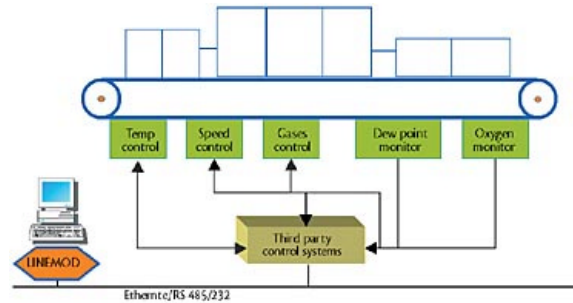 Temp
control
Speed
control
Gases
control
Dew point
monitor
Oxygen
monitor
Third party
control systems
LINEMOD
Ethernte/RS 485/232